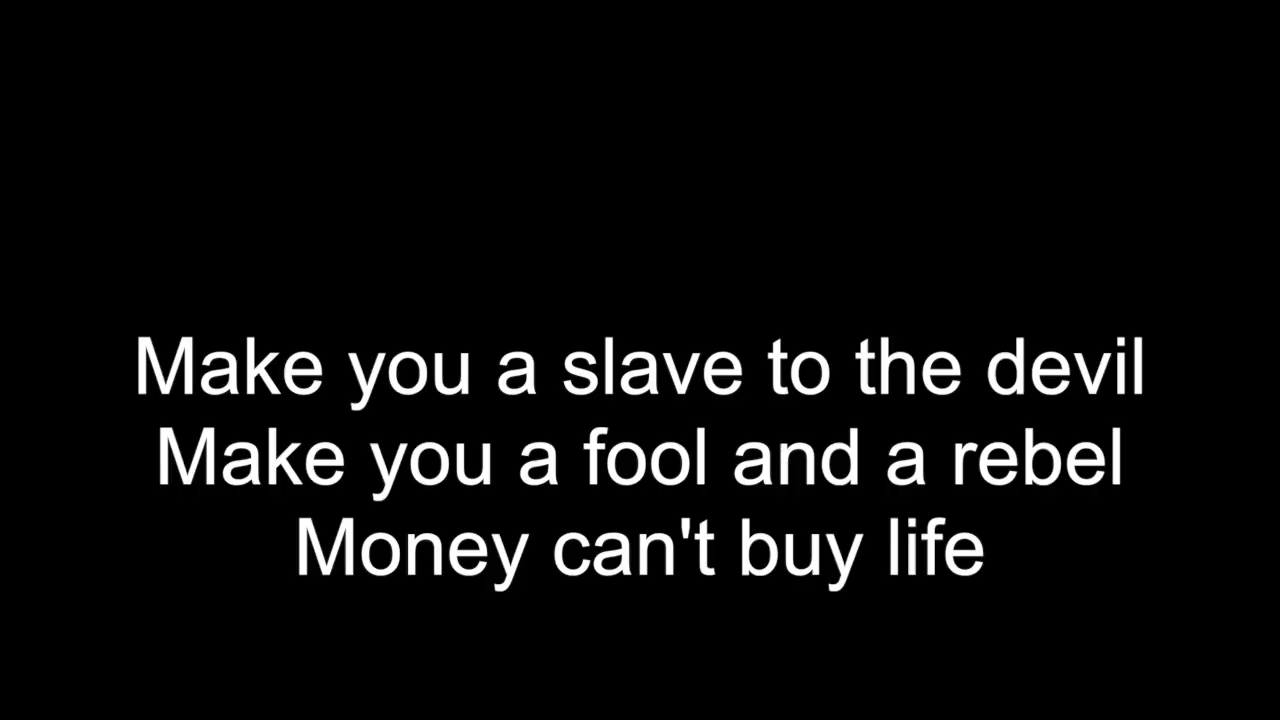 Make you a slave to the devil
Make you a fool and a rebel
Money can't buy life